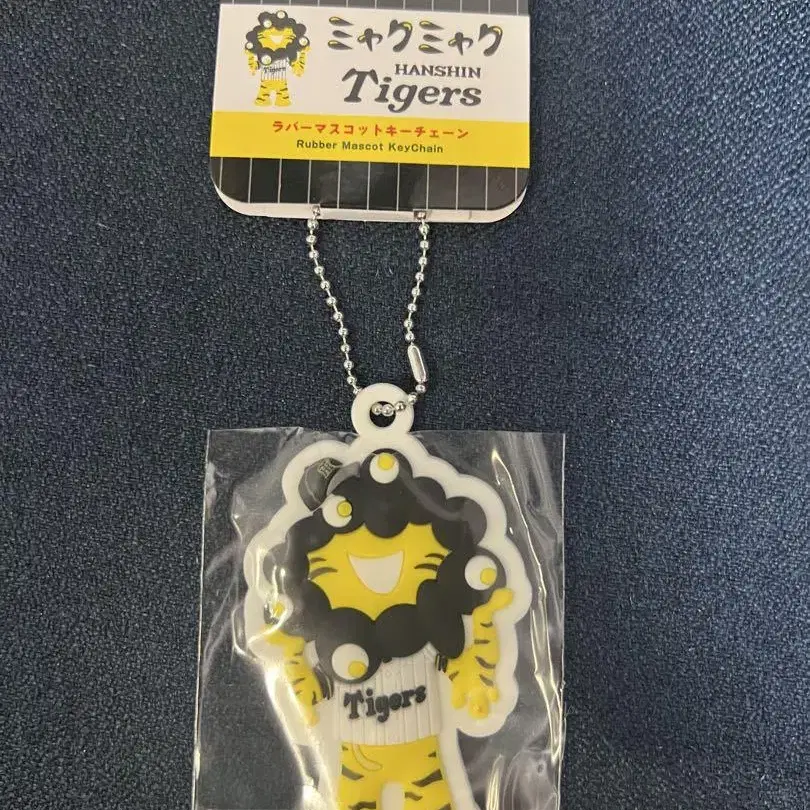 ミャクミャク
HANSHIN
Tigers
Tigers
ラバーマスコットキーチェーン
Rubber Mascot KeyChain
Tigers